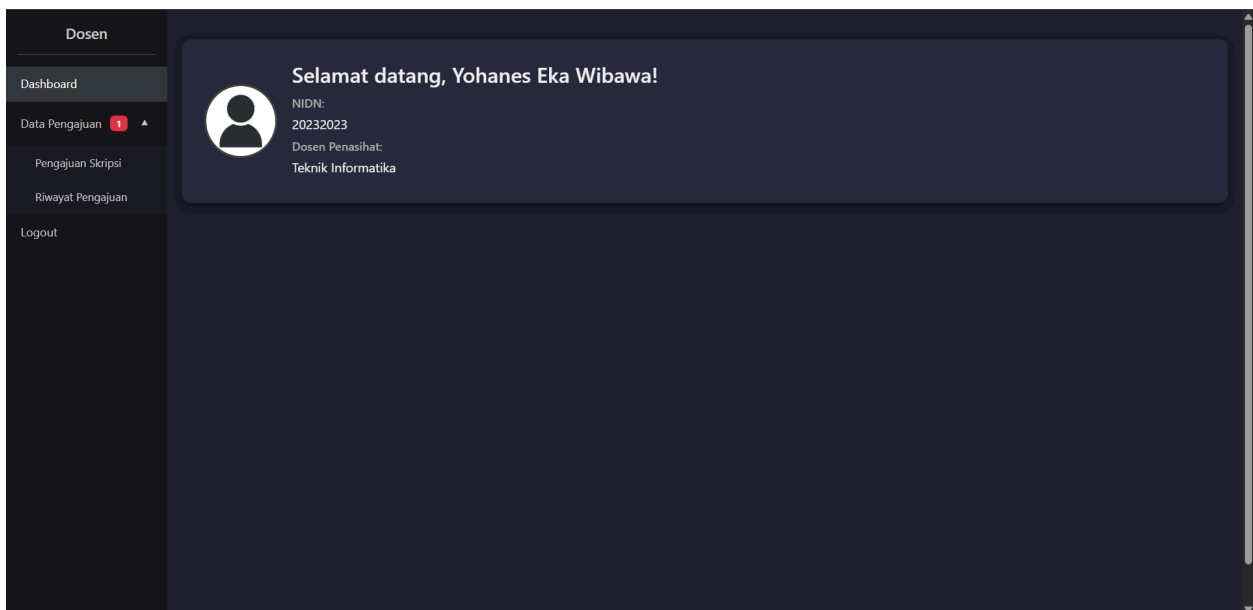 Dosen
Dashboard
Data Pengajuan 1
Pengajuan Skripsi
Riwayat Pengajuan
Logout
Selamat datang, Yohanes Eka Wibawa!
NIDN:
20232023
Dosen Penasihat:
Teknik Informatika